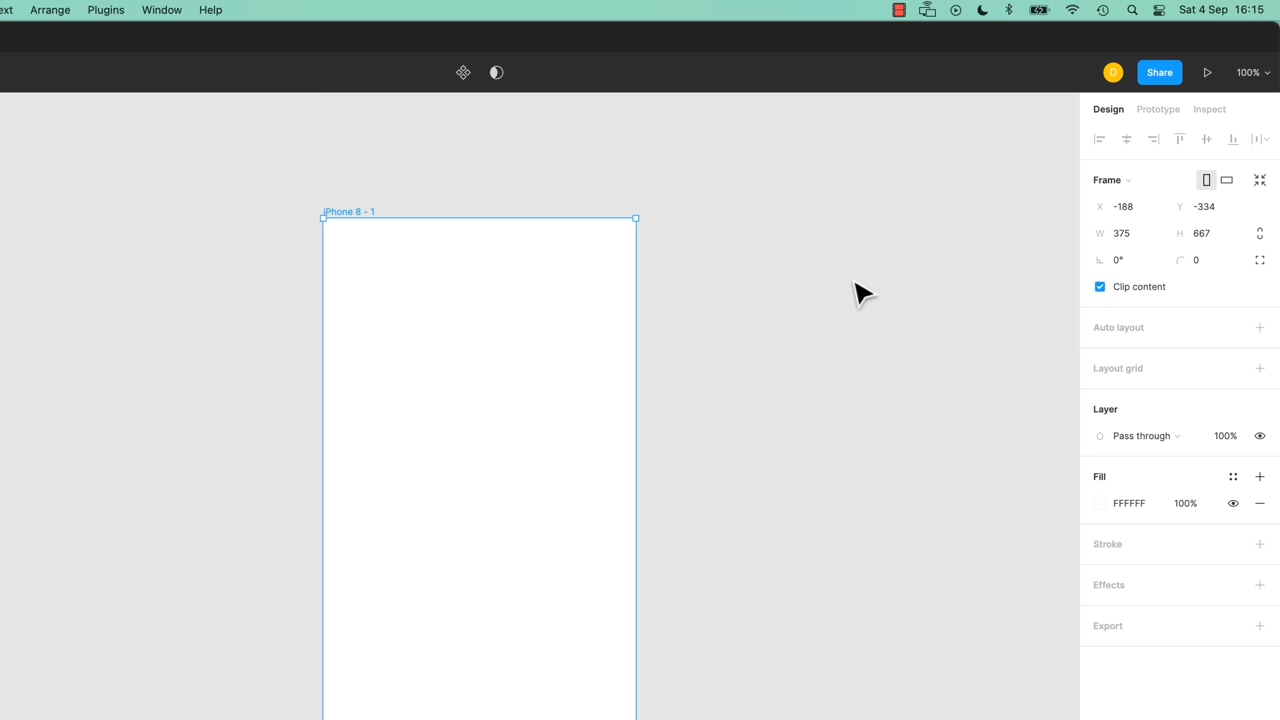 ext Arrange Plugins Window Help Sat 4 Sep 16:15
D Share 100%
Design Prototype Inspect
Frame
iPhone 8 - 1
X -188 Y -334
W 375 H 667
0° 0
Clip content
Auto layout
Layout grid
Layer
Pass through 100%
Fill
FFFFFF 100%
Stroke
Effects
Export